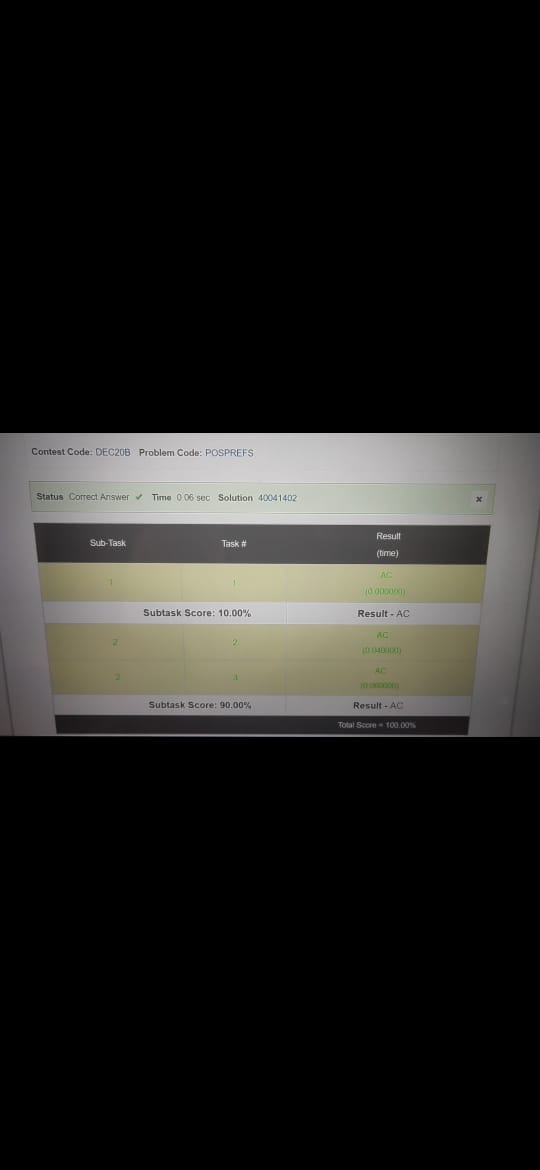 Contest Code: DEC20B Problem Code: POSPREFS
Status Correct Answer ✔ Time 0.06 sec Solution 40041402 ×
Sub-Task Task # Result
(time)
1 1 AC
(0.000000)
Subtask Score: 10.00% Result - AC
2 2 AC
(0.040000)
2 3 AC
Subtask Score: 90.00% Result - AC
Total Score = 100.00%